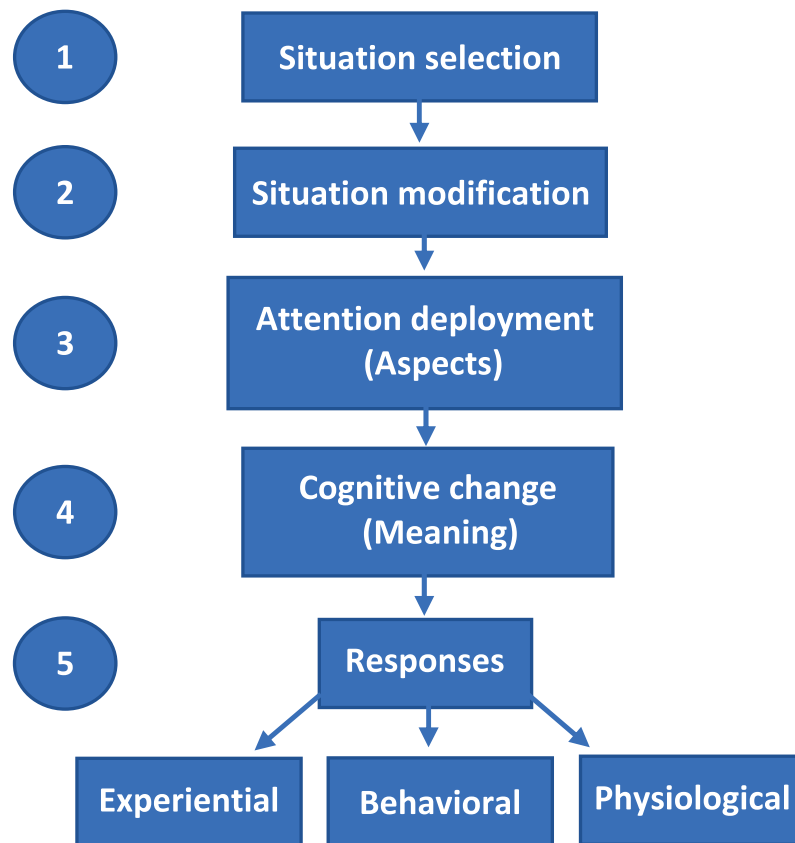 1
Situation selection
2
Situation modification
3
Attention deployment
(Aspects)
4
Cognitive change
(Meaning)
5
Responses
Experiential
Behavioral
Physiological